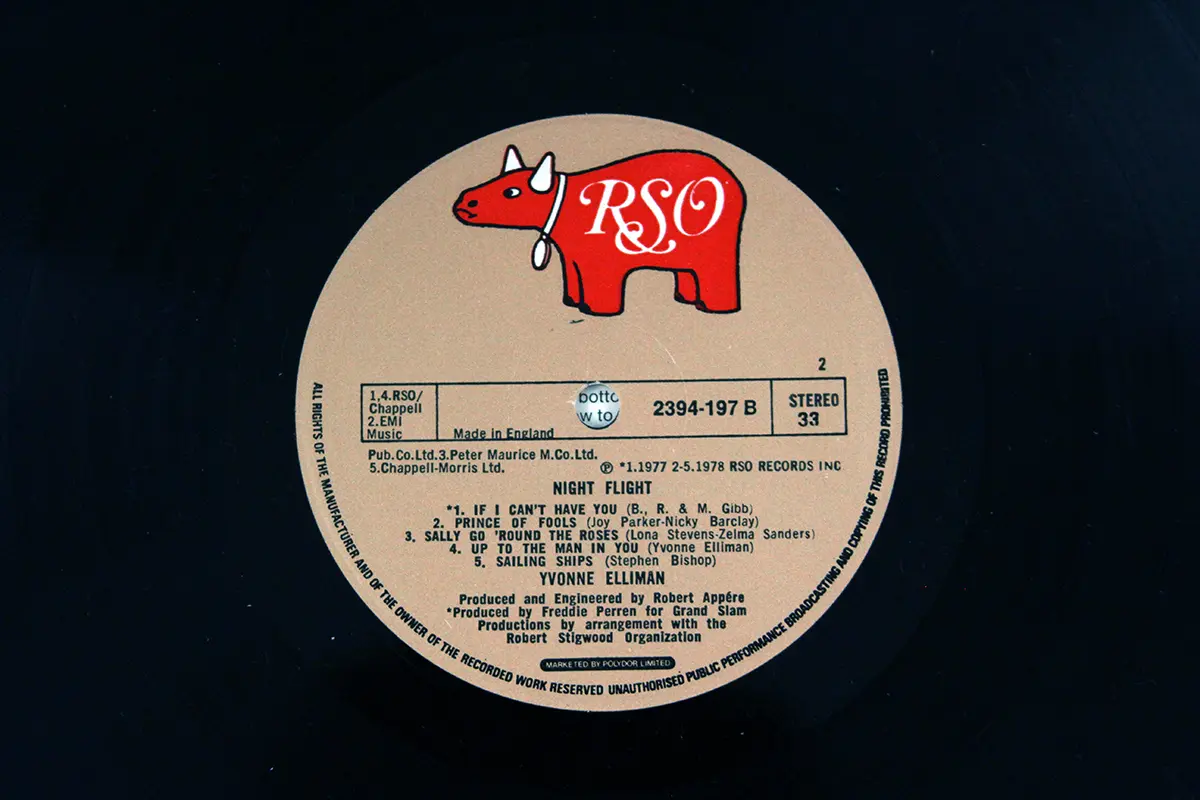 RSO
2
1,4.RSO/
Chappell
2.EMI
Music
Made in England
botto
w to
2394-197 B
STEREO
33
Pub.Co.Ltd.3.Peter Maurice M.Co.Ltd.
5.Chappell-Morris Ltd.
℗ *1.1977 2-5.1978 RSO RECORDS INC
NIGHT FLIGHT
*1. IF I CAN'T HAVE YOU (B., R. & M. Gibb)
2. PRINCE OF FOOLS (Joy Parker-Nicky Barclay)
3. SALLY GO 'ROUND THE ROSES (Lona Stevens-Zelma Sanders)
4. UP TO THE MAN IN YOU (Yvonne Elliman)
5. SAILING SHIPS (Stephen Bishop)
YVONNE ELLIMAN
Produced and Engineered by Robert Appére
*Produced by Freddie Perren for Grand Slam
Productions by arrangement with the
Robert Stigwood Organization
MARKETED BY POLYDOR LIMITED
ALL RIGHTS OF THE MANUFACTURER AND OF THE OWNER OF THE RECORDED WORK RESERVED UNAUTHORISED PUBLIC PERFORMANCE BROADCASTING AND COPYING OF THIS RECORD PROHIBITED